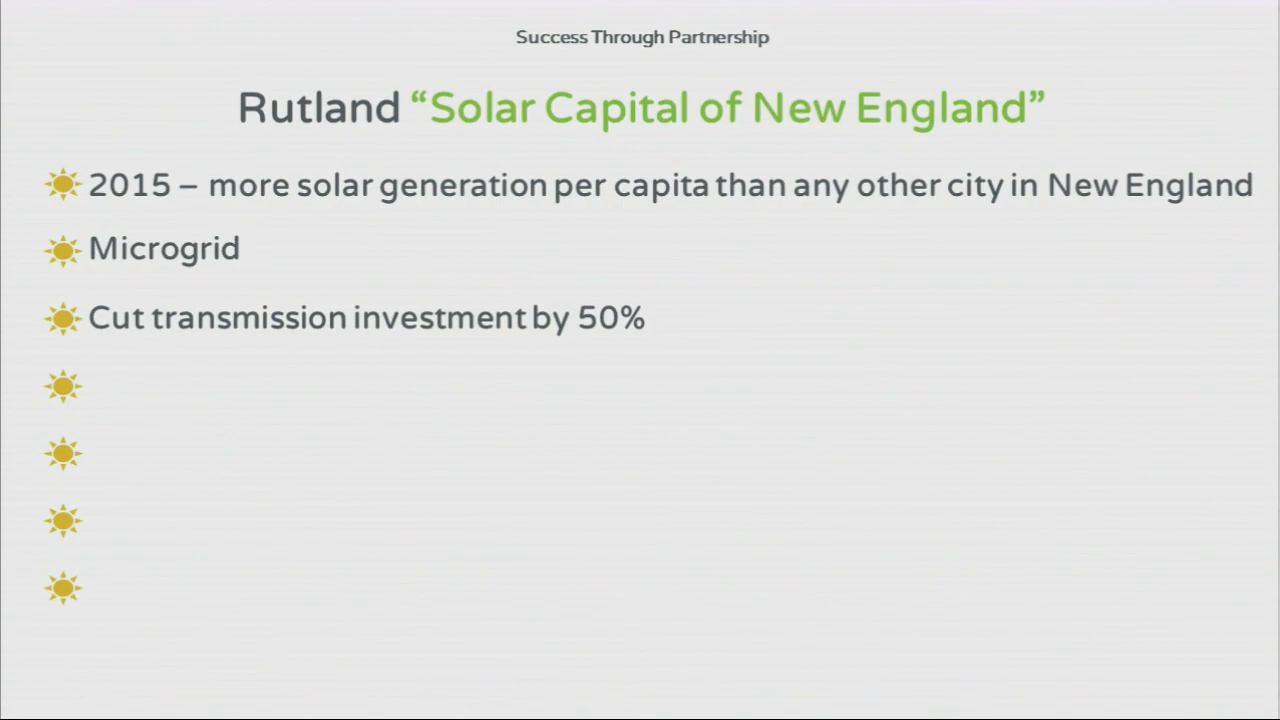 Success Through Partnership
Rutland “Solar Capital of New England”
2015 – more solar generation per capita than any other city in New England
Microgrid
Cut transmission investment by 50%